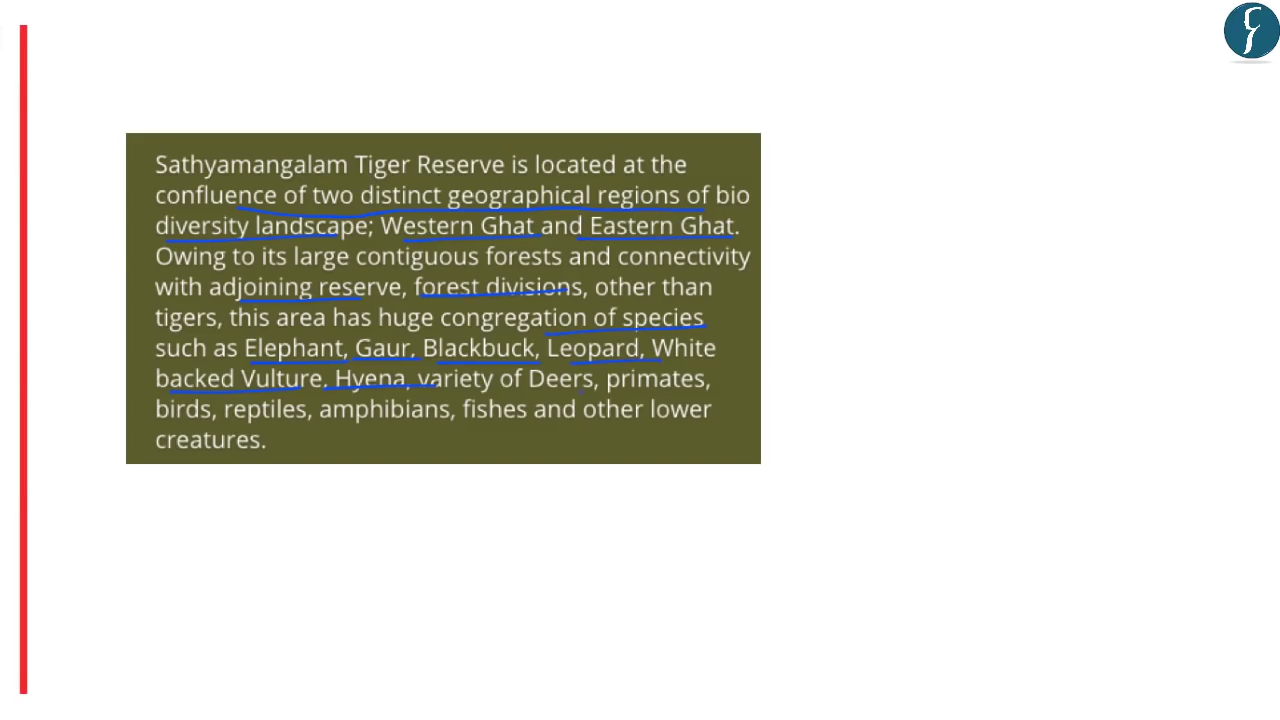 Sathyamangalam Tiger Reserve is located at the
confluence of two distinct geographical regions of bio
diversity landscape; Western Ghat and Eastern Ghat.
Owing to its large contiguous forests and connectivity
with adjoining reserve, forest divisions, other than
tigers, this area has huge congregation of species
such as Elephant, Gaur, Blackbuck, Leopard, White
backed Vulture, Hyena, variety of Deers, primates,
birds, reptiles, amphibians, fishes and other lower
creatures.